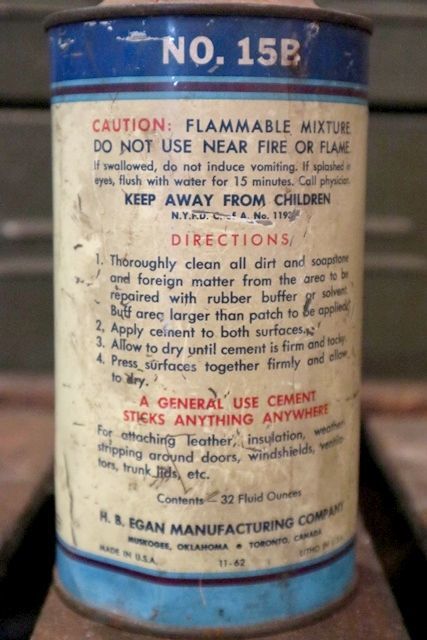 NO. 15B
CAUTION: FLAMMABLE MIXTURE
DO NOT USE NEAR FIRE OR FLAME
If swallowed, do not induce vomiting. If splashed in
eyes, flush with water for 15 minutes. Call physician.
KEEP AWAY FROM CHILDREN
N.Y.F.D. C. of A. No.
DIRECTIONS
1. Thoroughly clean all dirt and soapstone
and foreign matter from the area to be
repaired with rubber buffer or solvent.
Buff area larger than patch to be applied.
2. Apply cement to both surfaces.
3. Allow to dry until cement is firm and tacky.
4. Press surfaces together firmly and allow
to dry.
A GENERAL USE CEMENT
STICKS ANYTHING ANYWHERE
For attaching leather, insulation, weather
stripping around doors, windshields, ventila-
tors, trunk lids, etc.
Contents — 32 Fluid Ounces
H. B. EGAN MANUFACTURING COMPANY
MUSKOGEE, OKLAHOMA • TORONTO, CANADA
MADE IN U.S.A. 11-62 LITHO IN U.S.A.